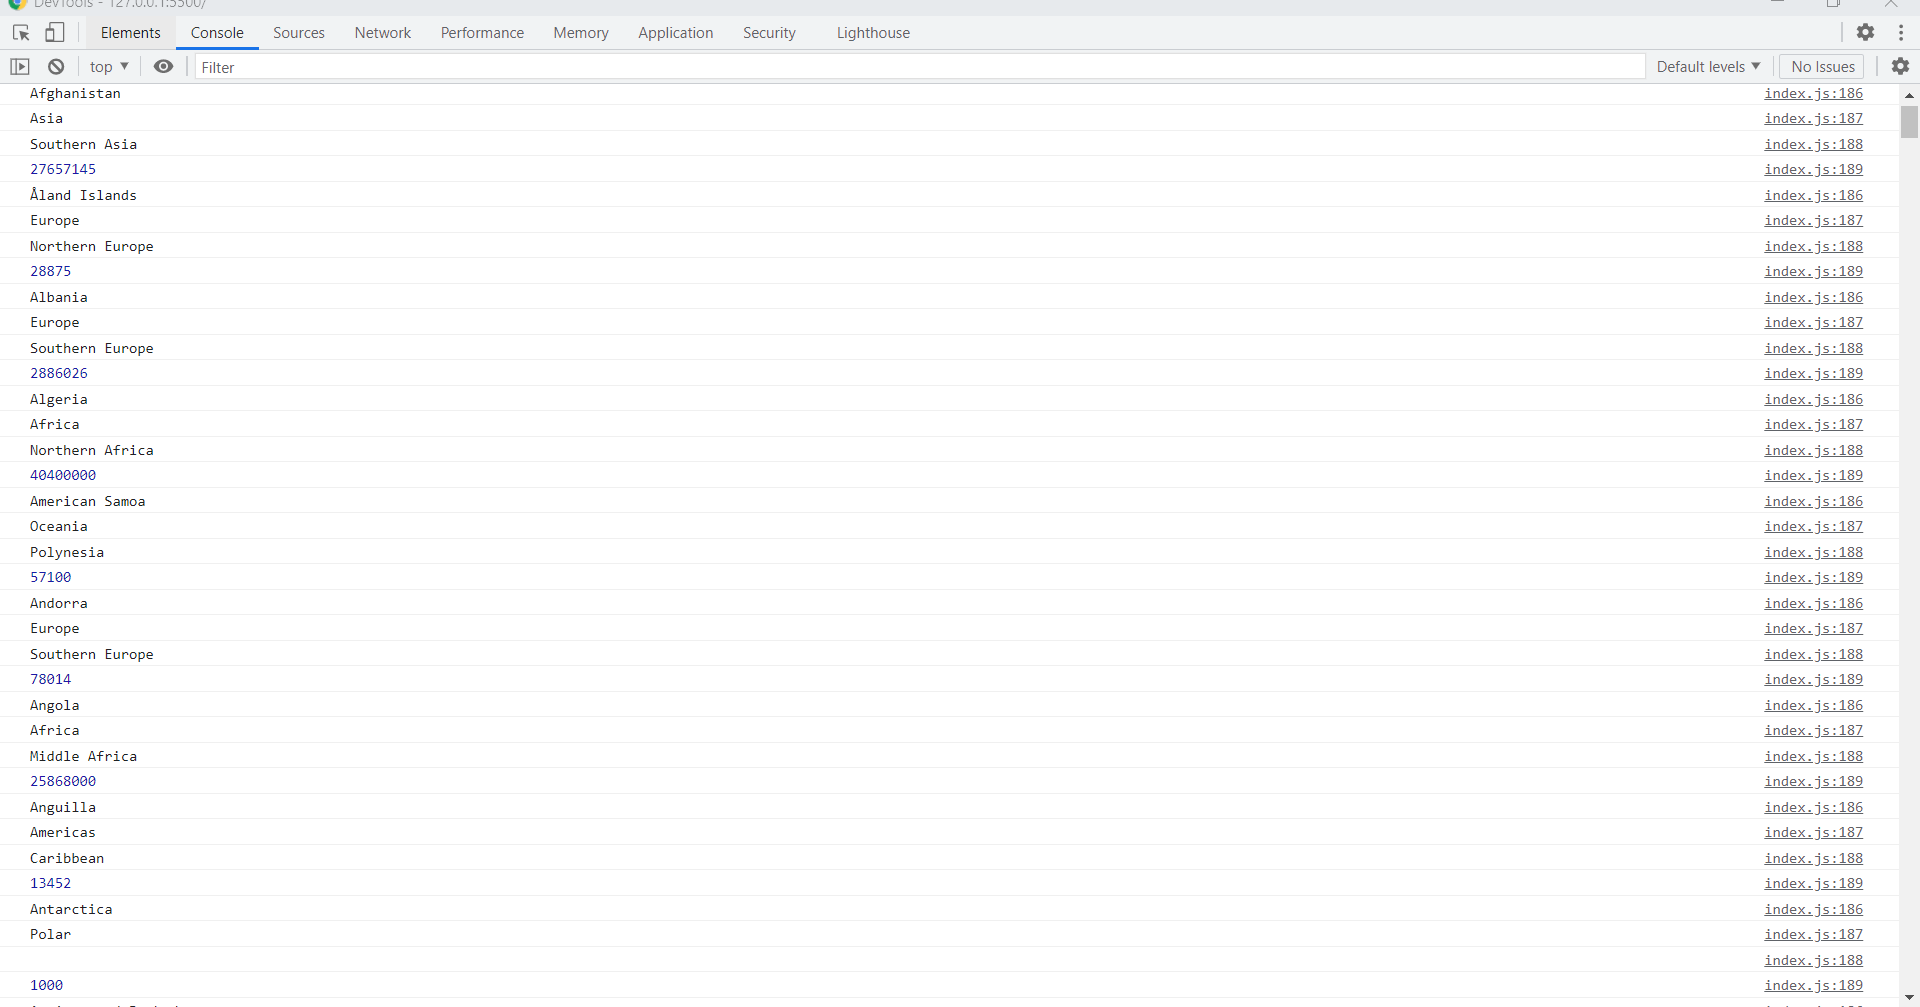 DevTools - 127.0.0.1:5500/
Elements Console Sources Network Performance Memory Application Security Lighthouse
top Filter Default levels No Issues
Afghanistan index.js:186
Asia index.js:187
Southern Asia index.js:188
27657145 index.js:189
Åland Islands index.js:186
Europe index.js:187
Northern Europe index.js:188
28875 index.js:189
Albania index.js:186
Europe index.js:187
Southern Europe index.js:188
2886026 index.js:189
Algeria index.js:186
Africa index.js:187
Northern Africa index.js:188
40400000 index.js:189
American Samoa index.js:186
Oceania index.js:187
Polynesia index.js:188
57100 index.js:189
Andorra index.js:186
Europe index.js:187
Southern Europe index.js:188
78014 index.js:189
Angola index.js:186
Africa index.js:187
Middle Africa index.js:188
25868000 index.js:189
Anguilla index.js:186
Americas index.js:187
Caribbean index.js:188
13452 index.js:189
Antarctica index.js:186
Polar index.js:187
index.js:188
1000 index.js:189